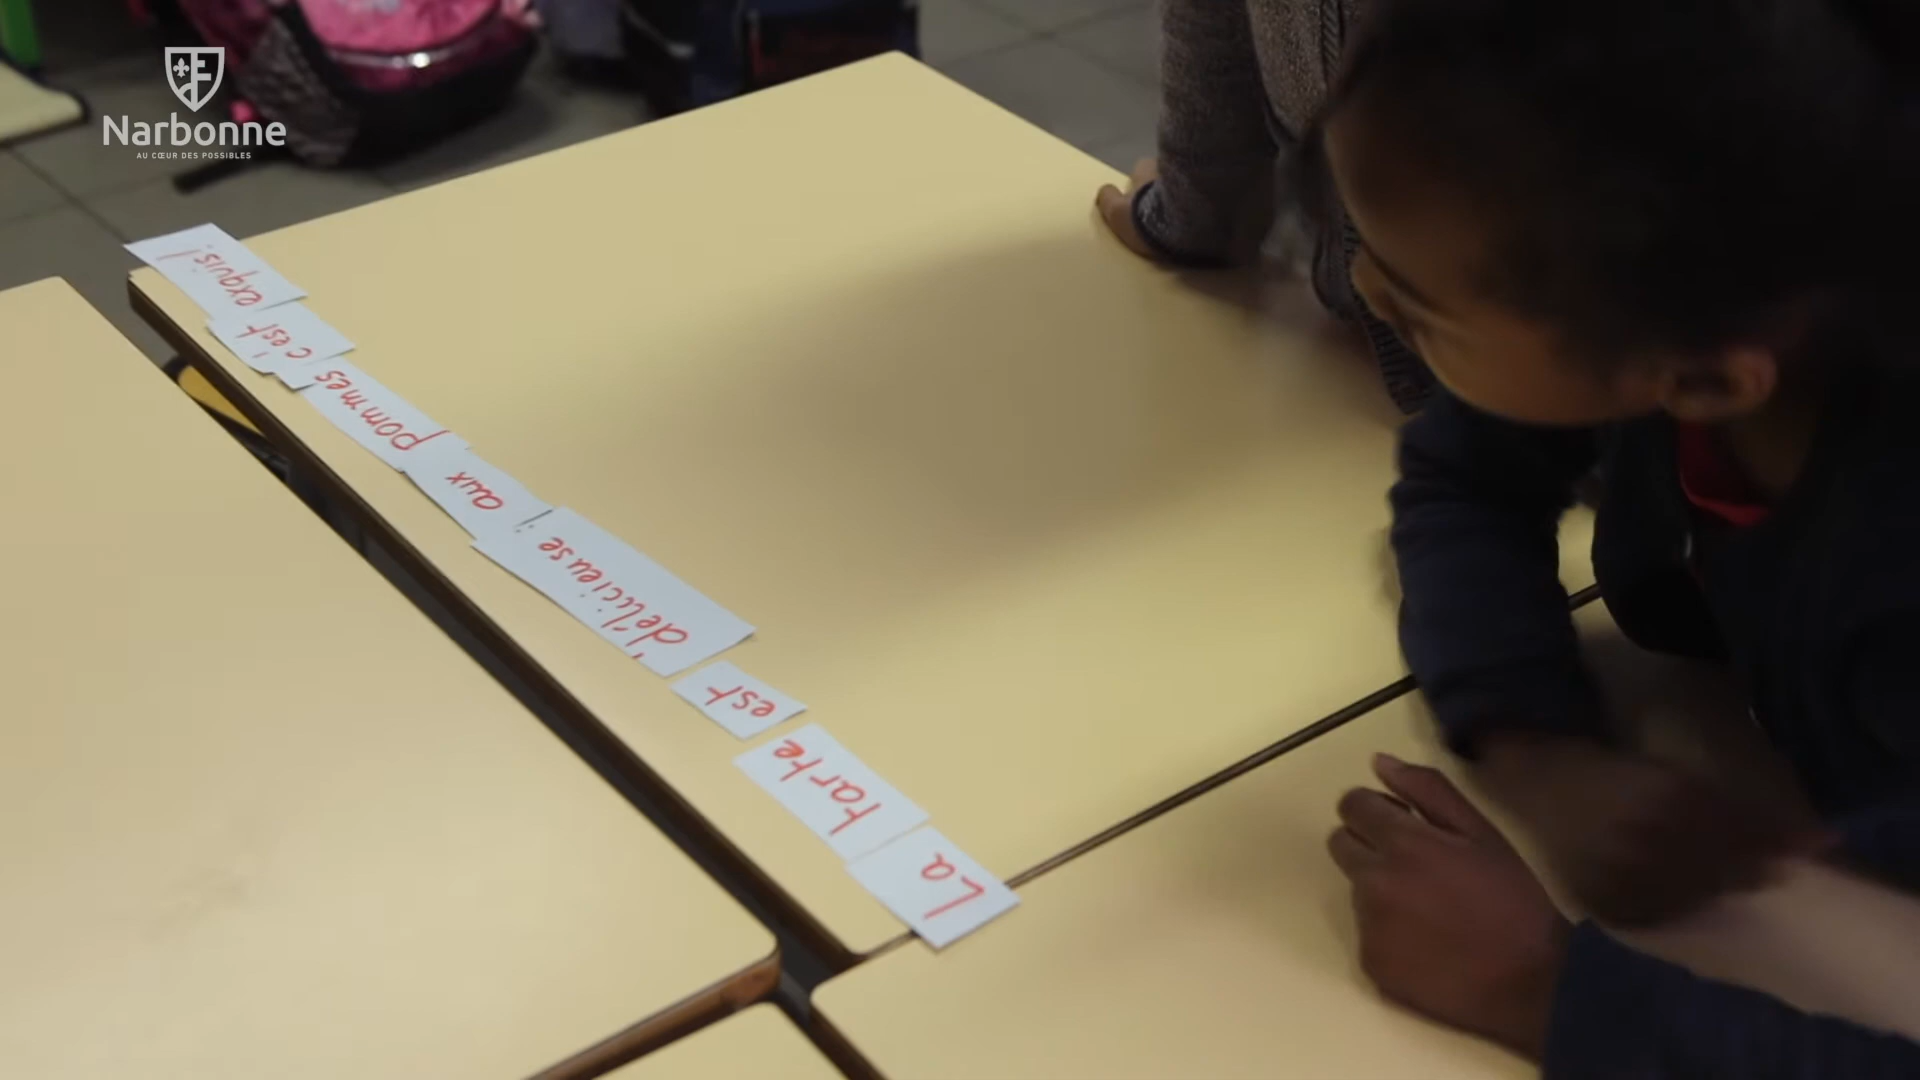 Narbonne
AU CŒUR DES POSSIBLES
La tarte est délicieuse ! aux pommes c'est exquis !